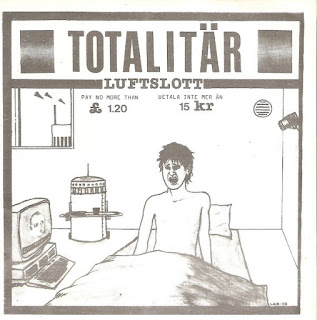 TOTALITÄR
LUFTSLOTT
PAY NO MORE THAN BETALA INTE MER ÄN
£ 1.20 15 kr